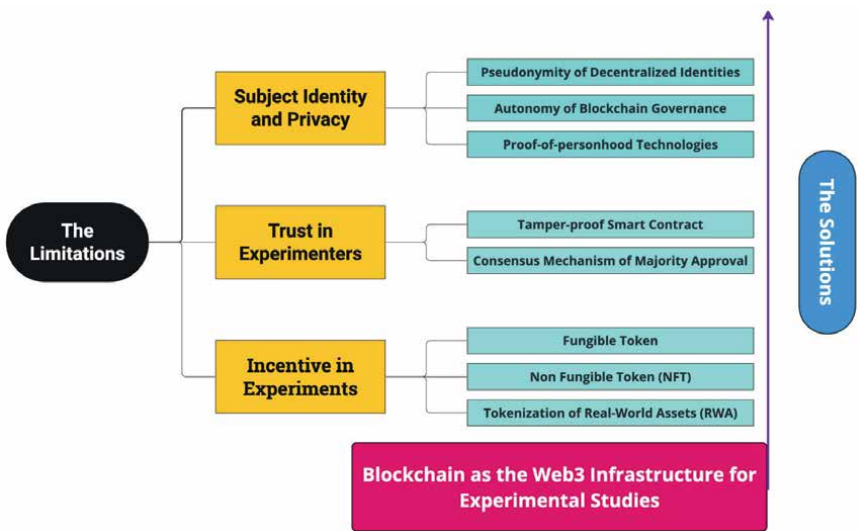 The
Limitations
Subject Identity
and Privacy
Pseudonymity of Decentralized Identities
Autonomy of Blockchain Governance
Proof-of-personhood Technologies
Trust in
Experimenters
Tamper-proof Smart Contract
Consensus Mechanism of Majority Approval
Incentive in
Experiments
Fungible Token
Non Fungible Token (NFT)
Tokenization of Real-World Assets (RWA)
Blockchain as the Web3 Infrastructure for
Experimental Studies
The Solutions